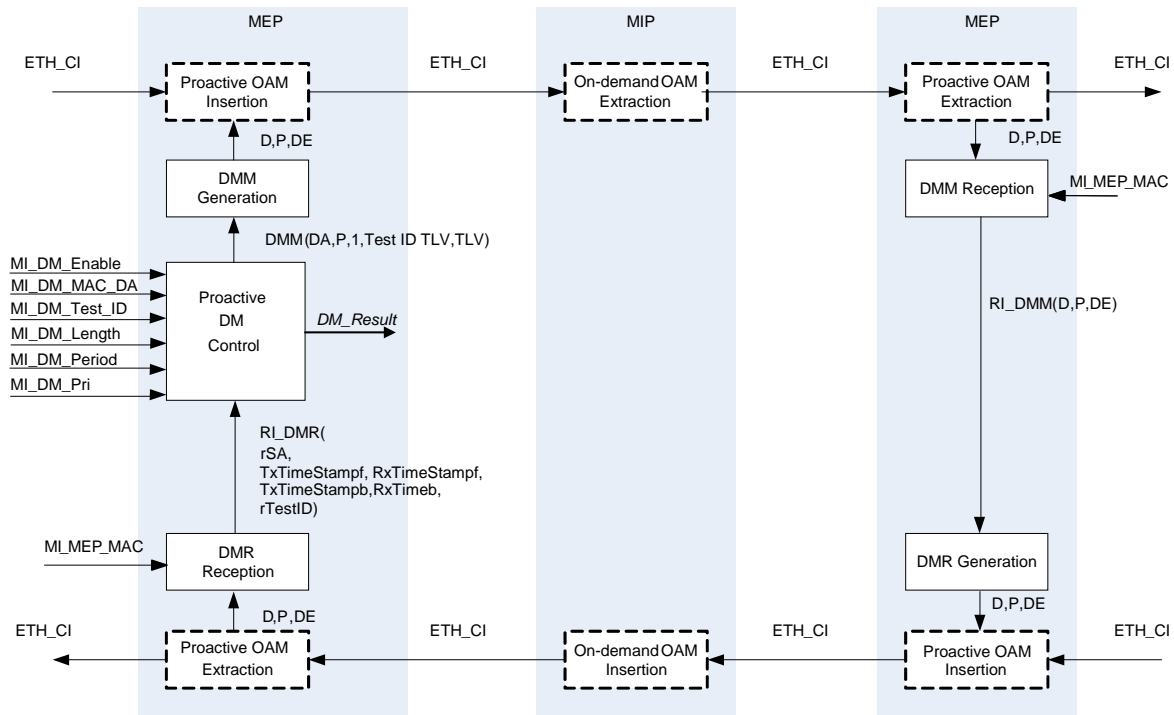 MEP
MIP
MEP
ETH_CI
ETH_CI
ETH_CI
ETH_CI
Proactive OAM
Insertion
On-demand OAM
Extraction
Proactive OAM
Extraction
D,P,DE
D,P,DE
DMM
Generation
DMM Reception
MI_MEP_MAC
DMM(DA,P,1,Test ID TLV,TLV)
MI_DM_Enable
MI_DM_MAC_DA
MI_DM_Test_ID
MI_DM_Length
MI_DM_Period
MI_DM_Pri
Proactive
DM
Control
DM_Result
RI_DMM(D,P,DE)
RI_DMR(
rSA,
TxTimeStampf, RxTimeStampf,
TxTimeStampb,RxTimeb,
rTestID)
MI_MEP_MAC
DMR
Reception
DMR Generation
D,P,DE
D,P,DE
ETH_CI
ETH_CI
ETH_CI
ETH_CI
Proactive OAM
Extraction
On-demand OAM
Insertion
Proactive OAM
Insertion